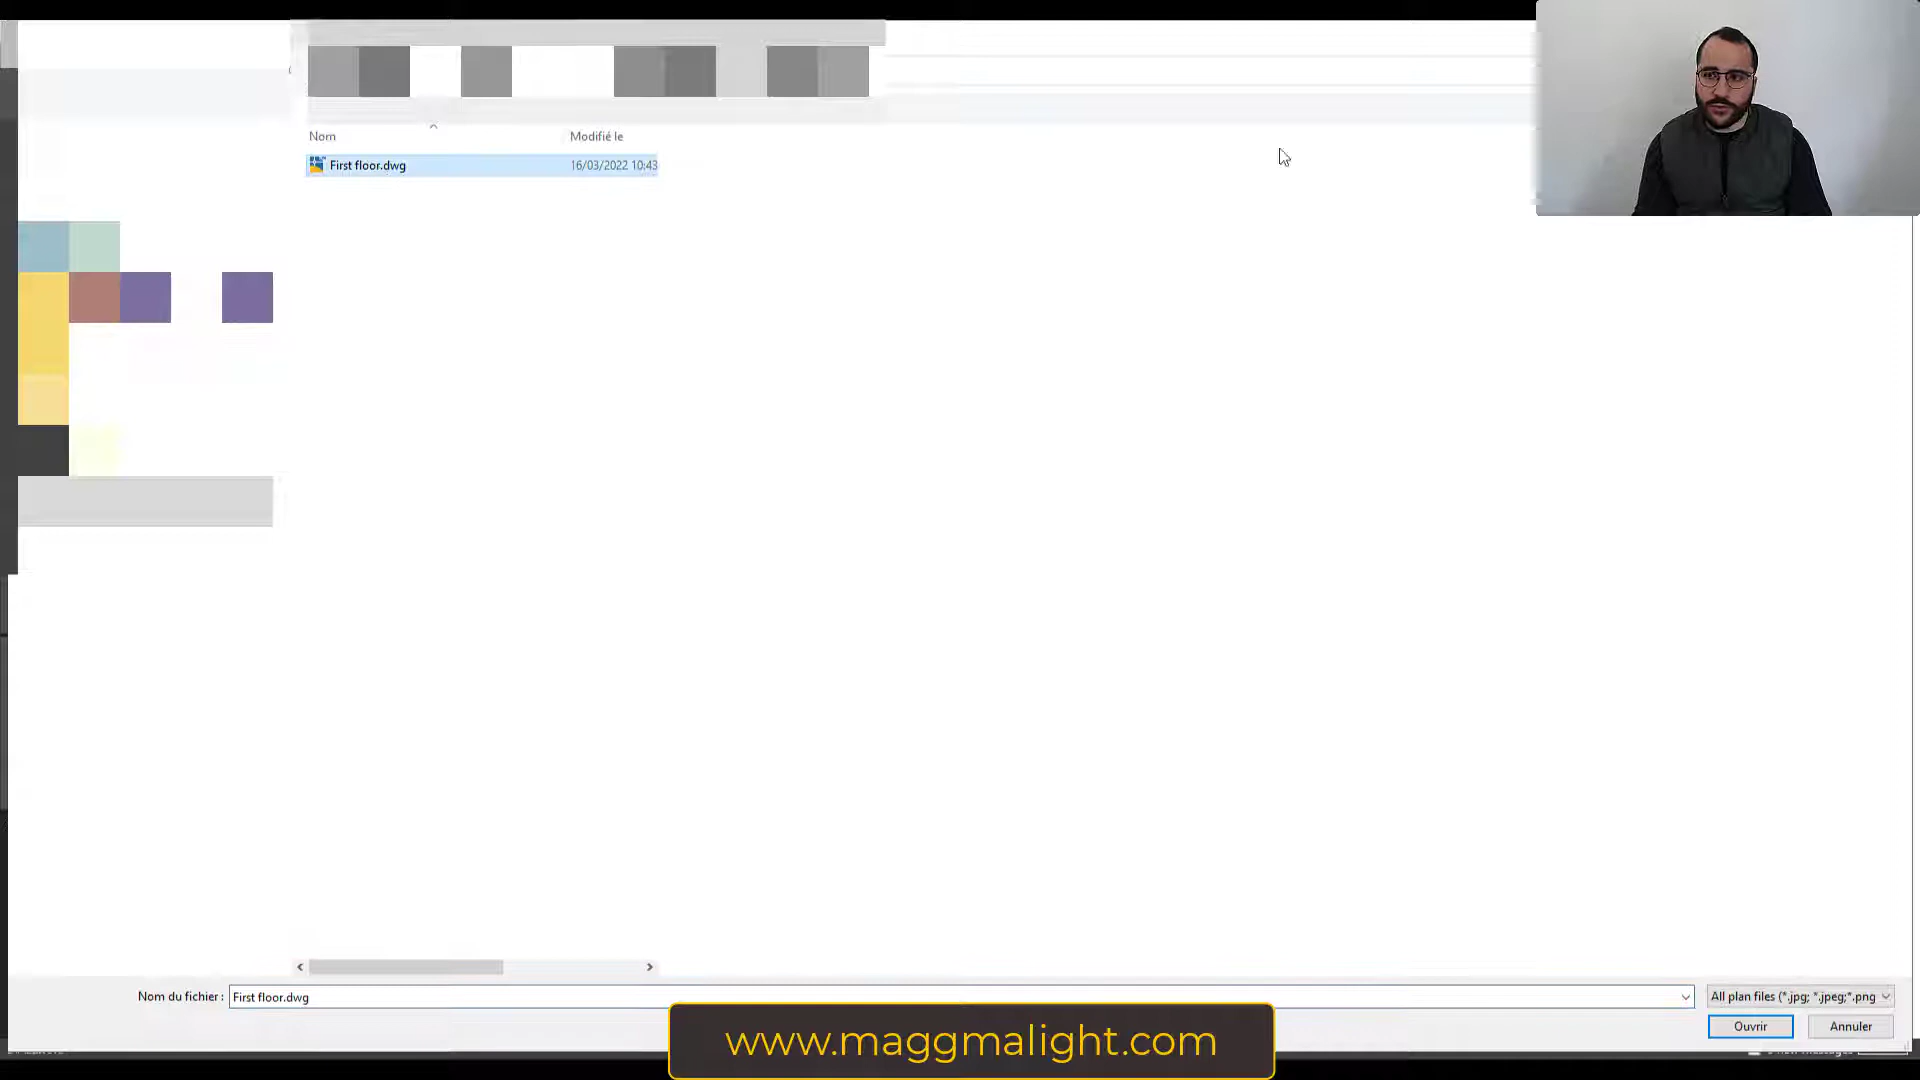 Nom Modifié le
First floor.dwg 16/03/2022 10:43
Nom du fichier : First floor.dwg All plan files (*.jpg; *.jpeg;*.png
Ouvrir Annuler
www.maggmalight.com